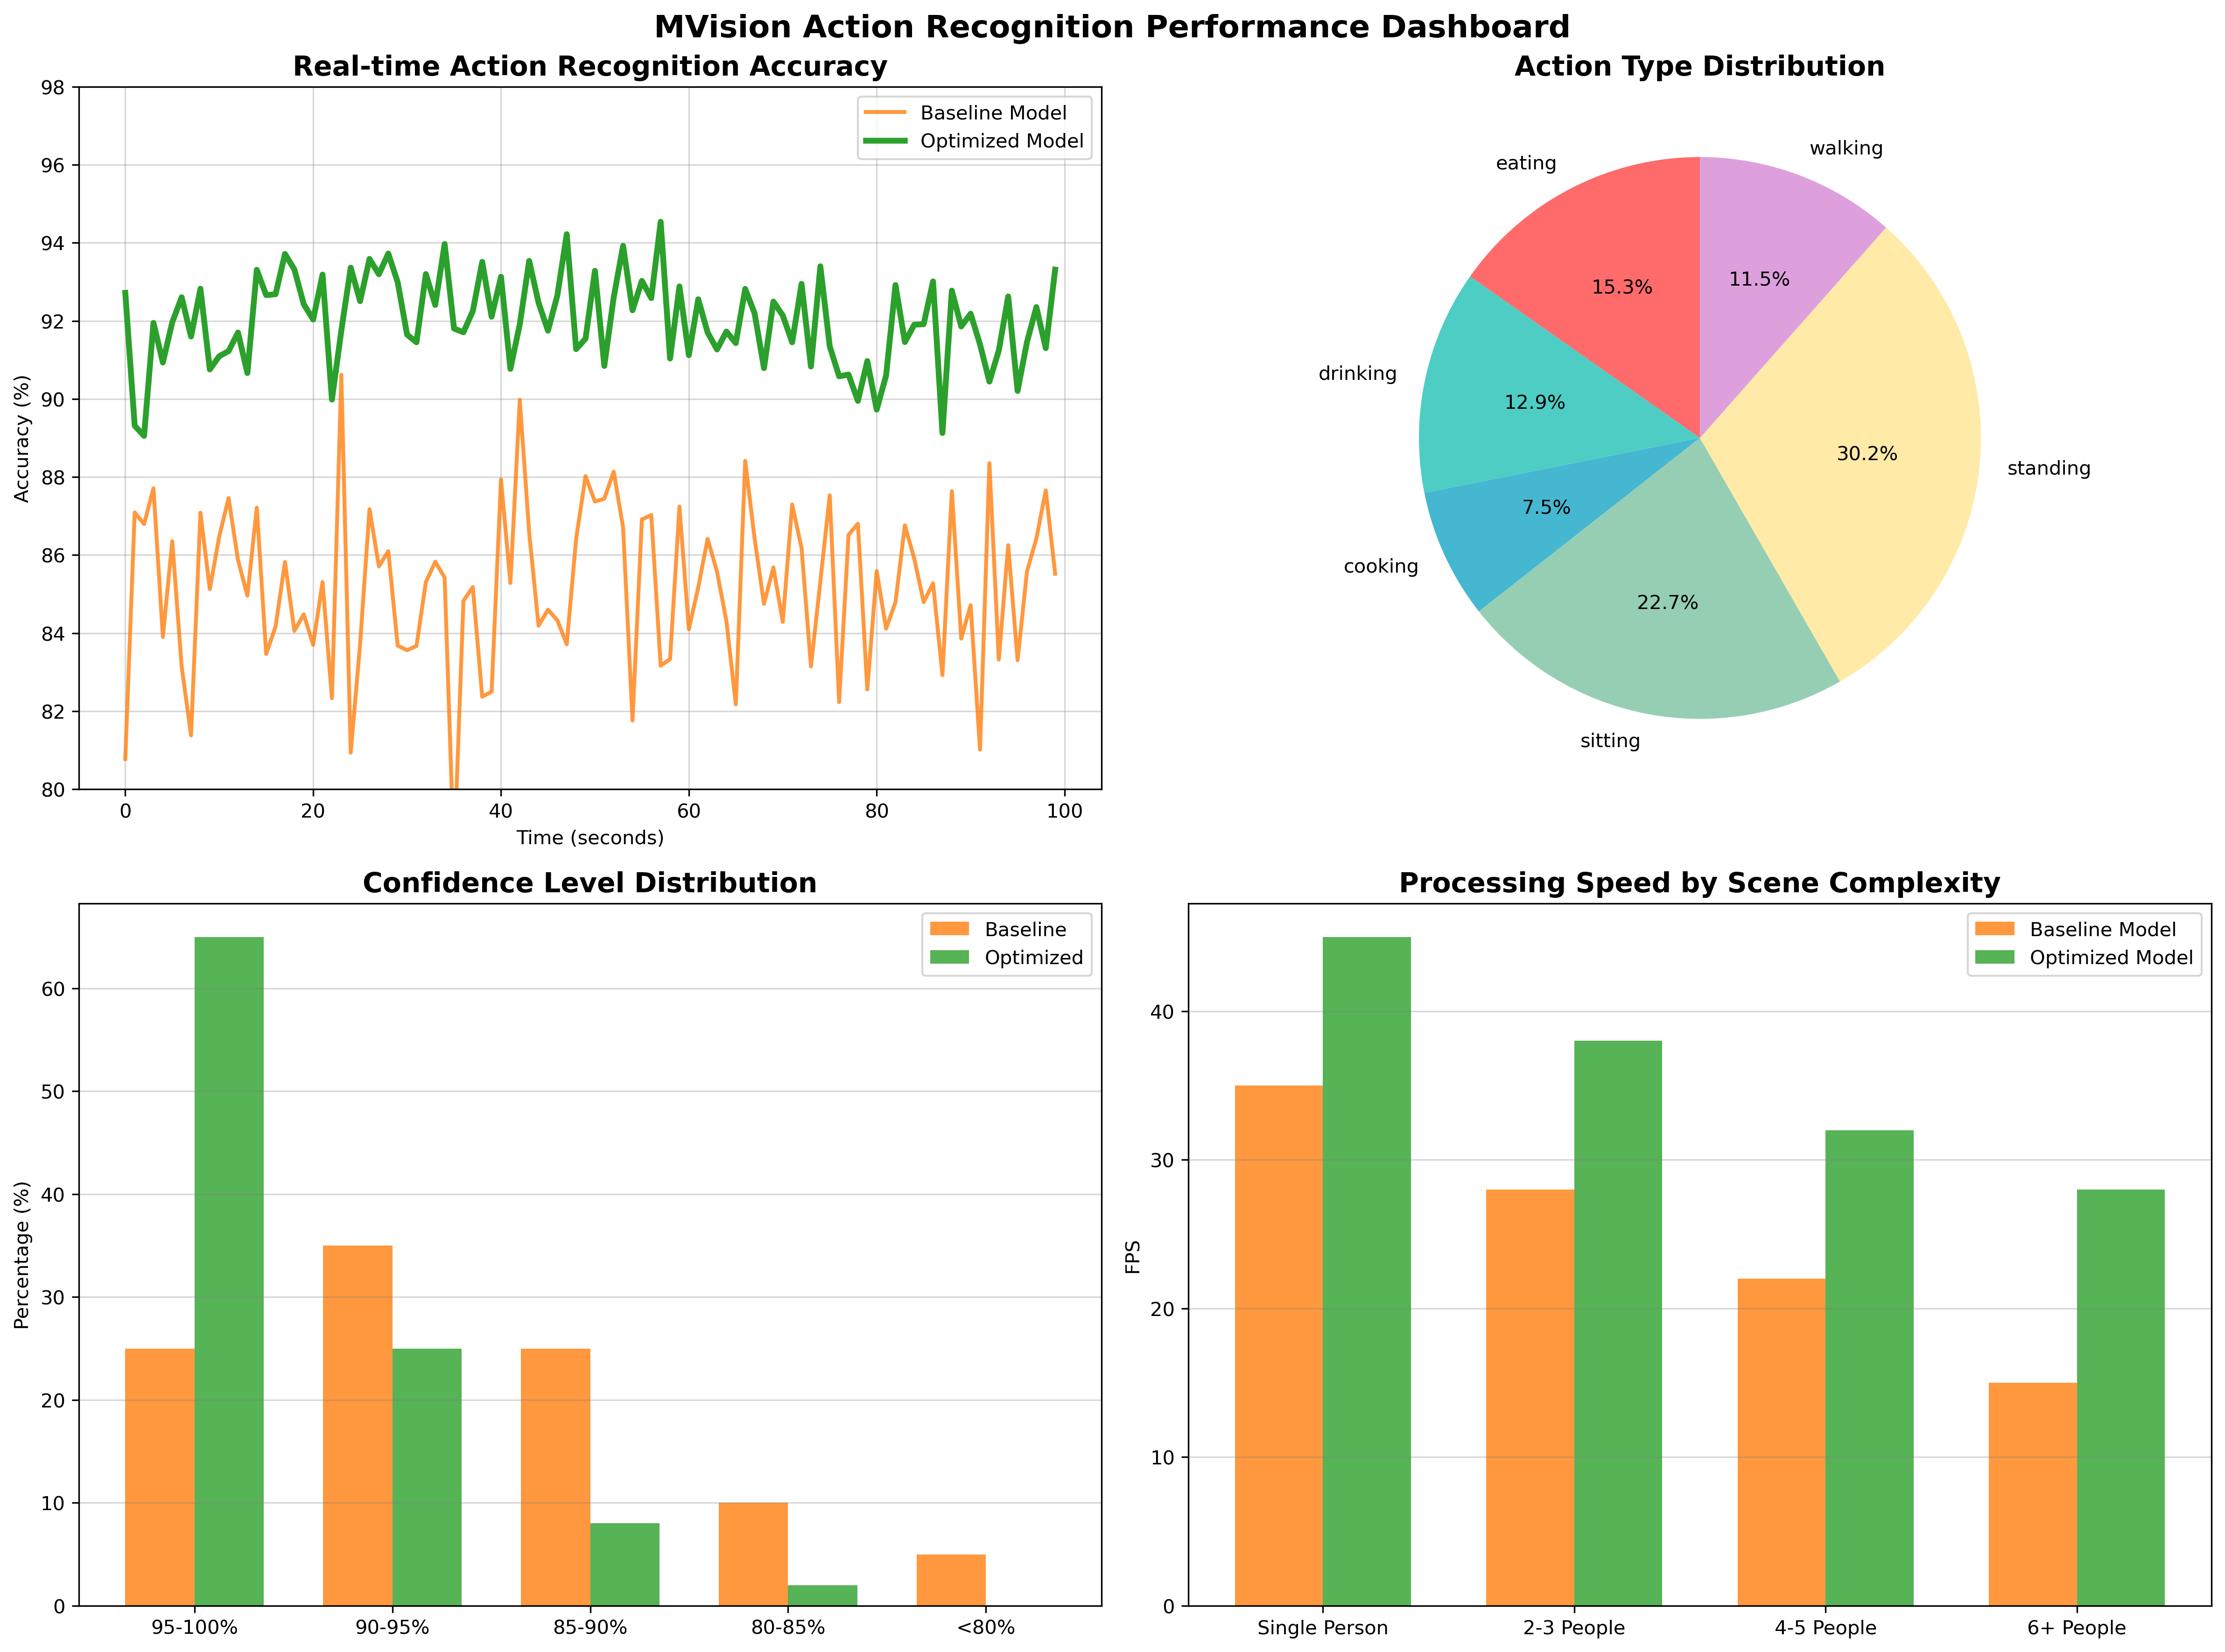 MVision Action Recognition Performance Dashboard
Real-time Action Recognition Accuracy
98
96
94
92
90
88
86
84
82
80
Accuracy (%)
Baseline Model
Optimized Model
0 20 40 60 80 100
Time (seconds)
Action Type Distribution
walking
eating
11.5%
15.3%
drinking
12.9%
30.2%
standing
7.5%
cooking
22.7%
sitting
Confidence Level Distribution
60
50
40
30
20
10
0
Percentage (%)
Baseline
Optimized
95-100% 90-95% 85-90% 80-85% <80%
Processing Speed by Scene Complexity
40
30
20
10
0
FPS
Baseline Model
Optimized Model
Single Person 2-3 People 4-5 People 6+ People